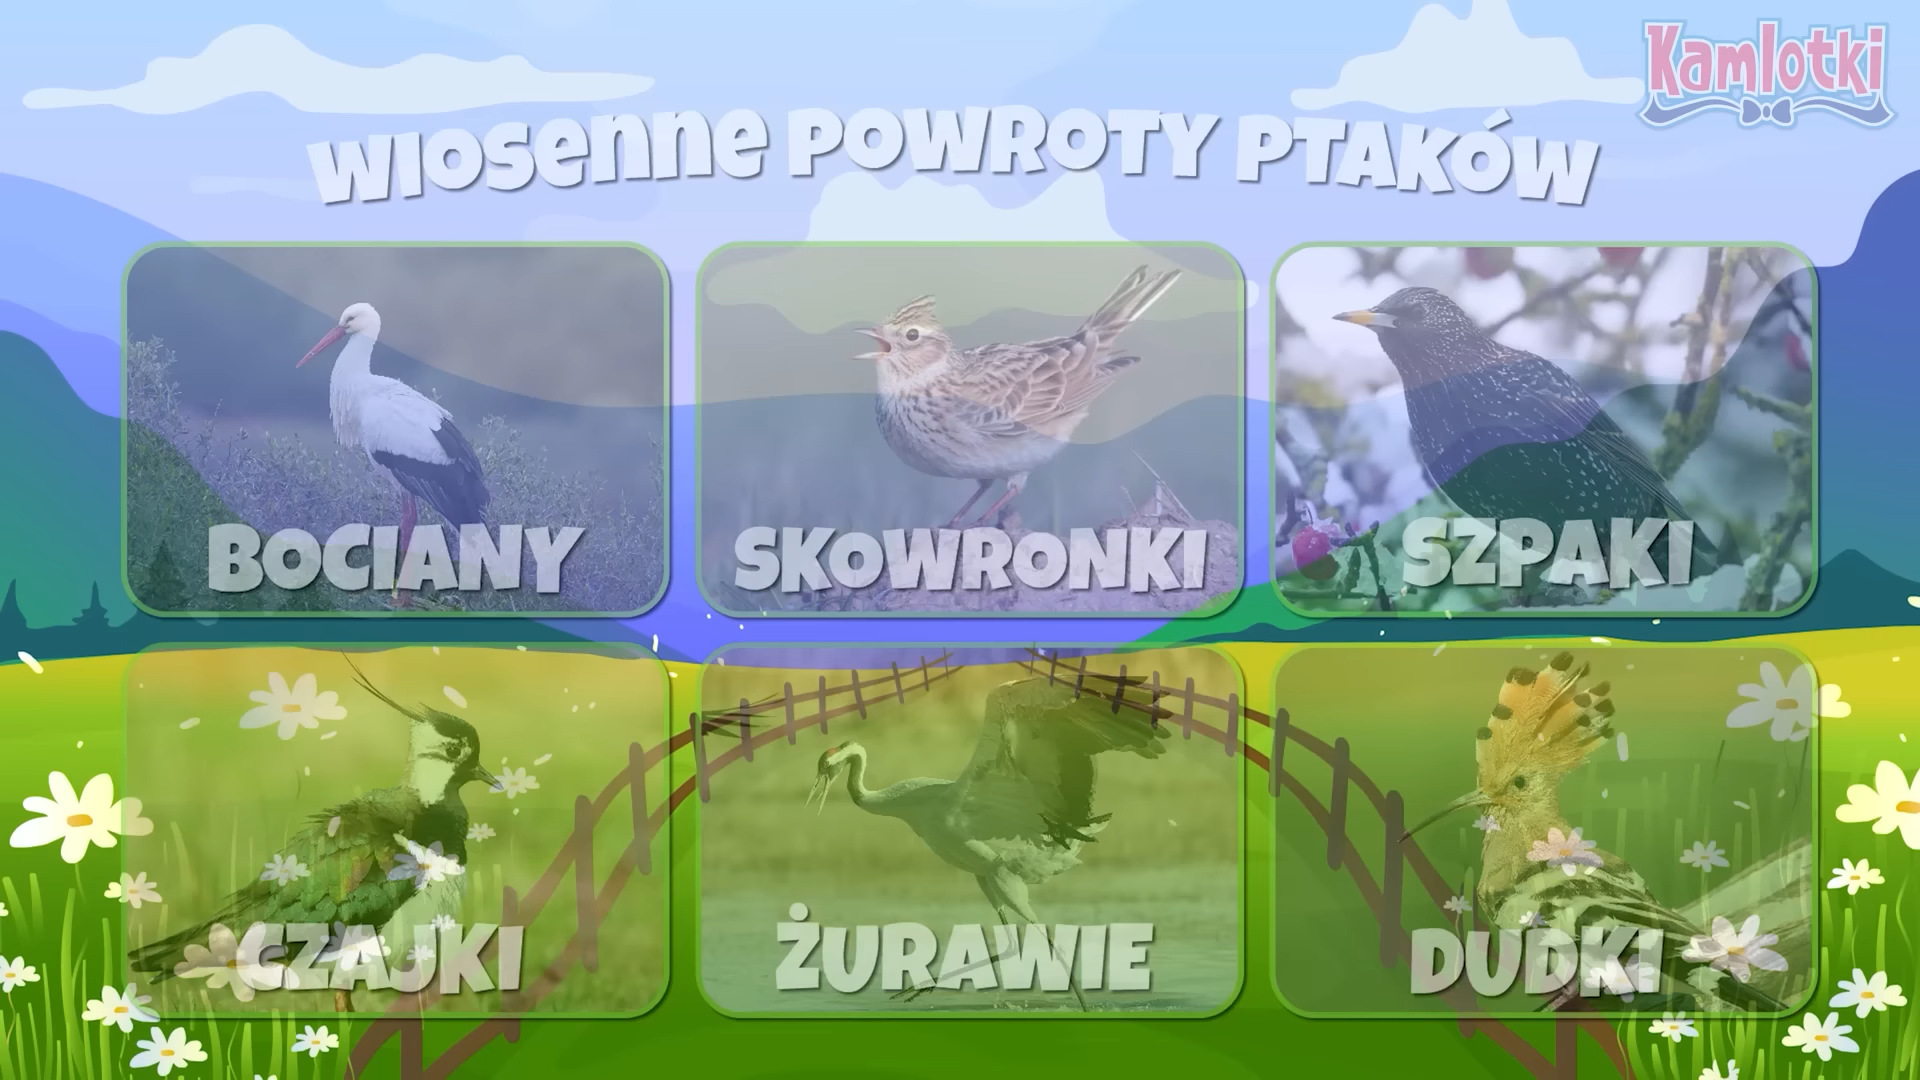 Kamlotki
WIOSENNE POWROTY PTAKÓW
BOCIANY
SKOWRONKI
SZPAKI
CZAJKI
ŻURAWIE
DUDKI